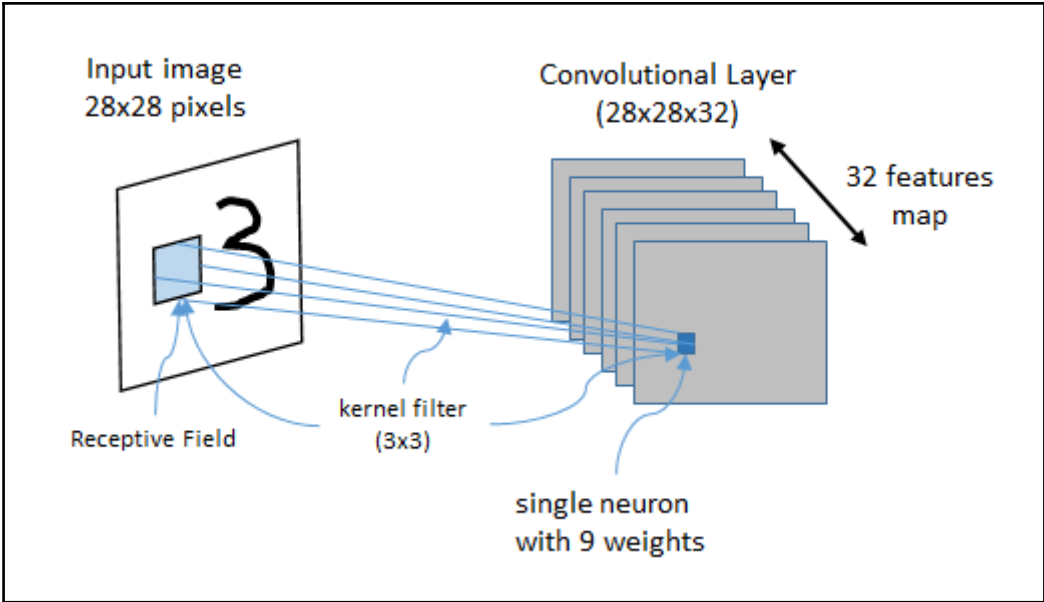 Input image
28x28 pixels
Convolutional Layer
(28x28x32)
32 features
map
3
kernel filter
(3x3)
Receptive Field
single neuron
with 9 weights